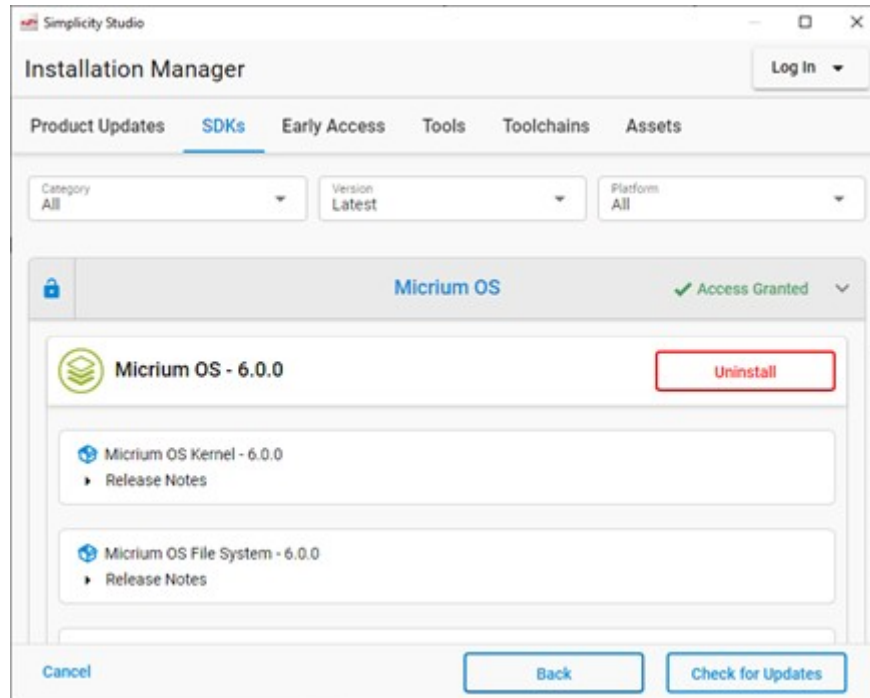 Simplicity Studio
Installation Manager
Log In
Product Updates SDKs Early Access Tools Toolchains Assets
Category Version Platform
All Latest All
Micrium OS Access Granted
Micrium OS - 6.0.0 Uninstall
Micrium OS Kernel - 6.0.0
Release Notes
Micrium OS File System - 6.0.0
Release Notes
Cancel Back Check for Updates